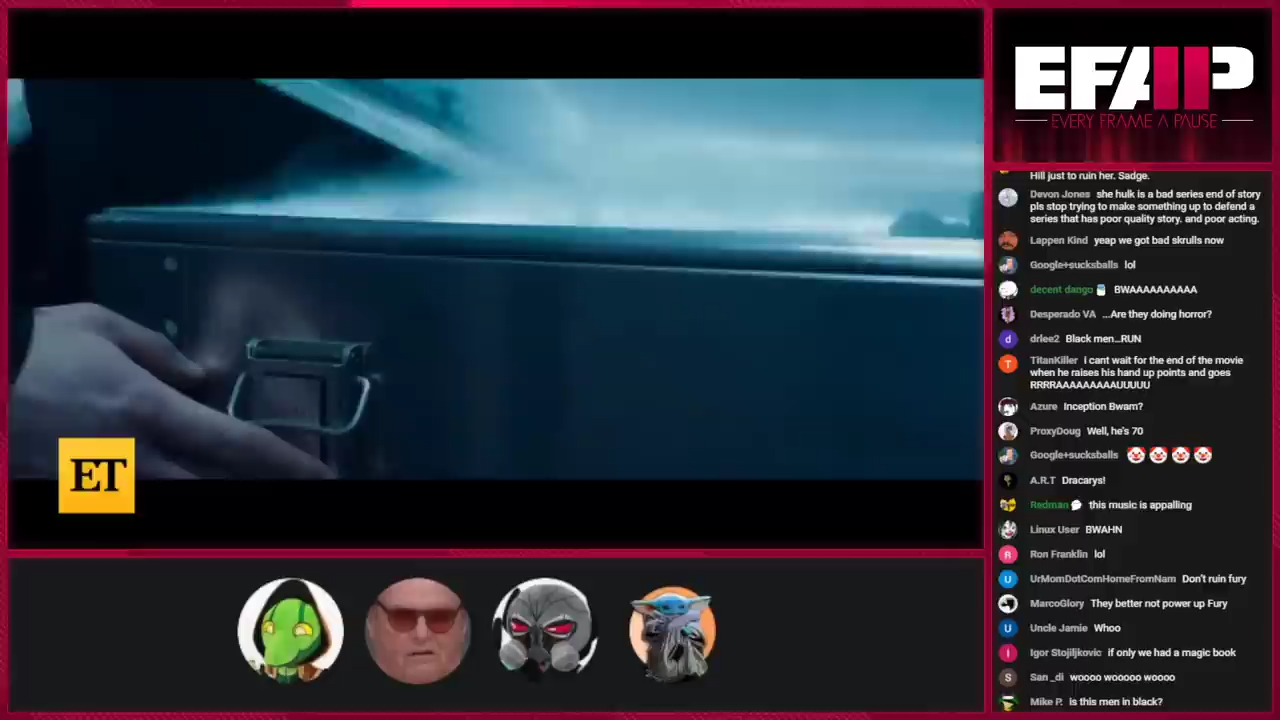 EFAP
EVERY FRAME A PAUSE
Hill just to ruin her. Sadge.
Devon Jones she hulk is a bad series end of story
pls stop trying to make something up to defend a
series that has poor quality story. and poor acting.
Lappen Kind yeap we got bad skrulls now
Google+sucksballs lol
decent dango BWAAAAAAAAAA
Desperado VA ...Are they doing horror?
d
drlee2 Black men...RUN
T
TitanKiller i cant wait for the end of the movie
when he raises his hand up points and goes
RRRRAAAAAAAAAUUUUU
Azure Inception Bwam?
ProxyDoug Well, he's 70
Google+sucksballs 🤡 🤡 🤡 🤡
A.R.T Dracarys!
Redman this music is appalling
Linux User BWAHN
R
Ron Franklin lol
U
UrMomDotComHomeFromNam Don't ruin fury
MarcoGlory They better not power up Fury
U
Uncle Jamie Whoo
I
Igor Stojiljkovic if only we had a magic book
S
San _di woooo wooooo woooo
Mike P. is this men in black?
ET